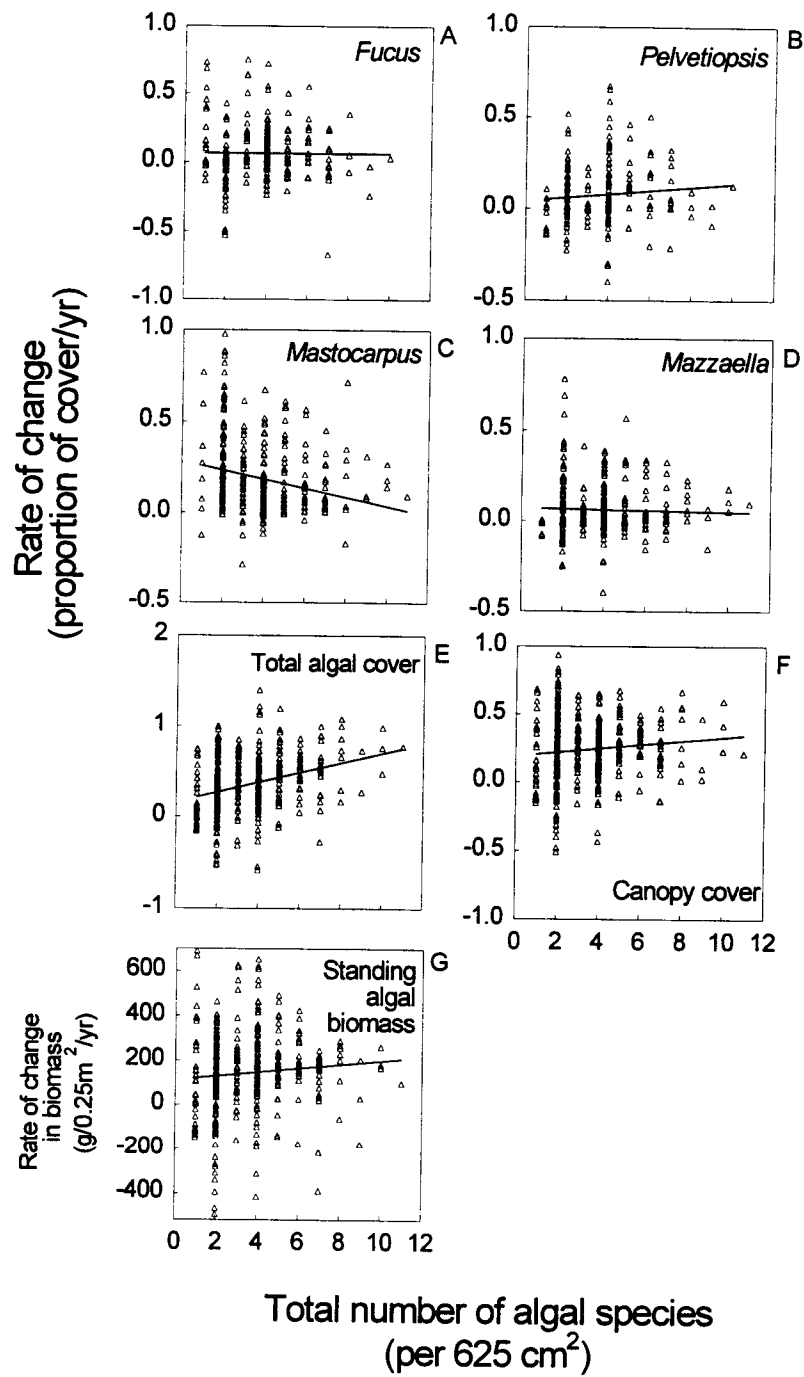 A
Fucus
1.0
0.5
0.0
-0.5
-1.0
B
Pelvetiopsis
1.0
0.5
0.0
-0.5
C
Mastocarpus
1.0
0.5
0.0
-0.5
D
Mazzaella
1.0
0.5
0.0
-0.5
Rate of change
(proportion of cover/yr)
E
Total algal cover
2
1
0
-1
F
Canopy cover
1.0
0.5
0.0
-0.5
-1.0
0 2 4 6 8 10 12
G
Standing
algal
biomass
600
400
200
0
-200
-400
Rate of change
in biomass
(g/0.25m²/yr)
0 2 4 6 8 10 12
Total number of algal species
(per 625 cm²)